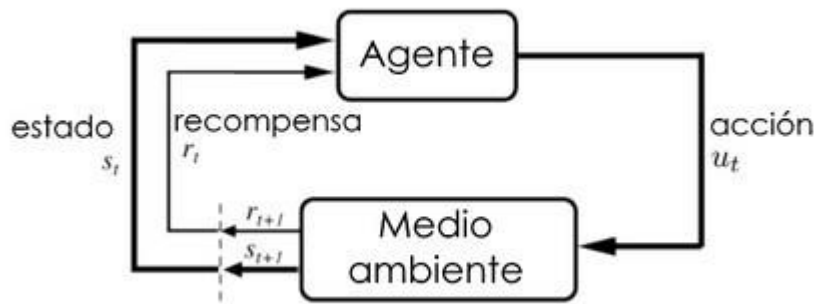 Agente
estado
s_t
recompensa
r_t
acción
u_t
r_{t+1}
s_{t+1}
Medio
ambiente